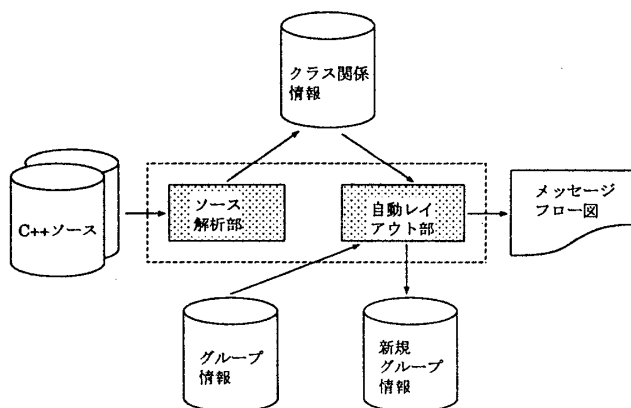 クラス関係
情報
C++ソース
ソース
解析部
自動レイ
アウト部
メッセージ
フロー図
グループ
情報
新規
グループ
情報